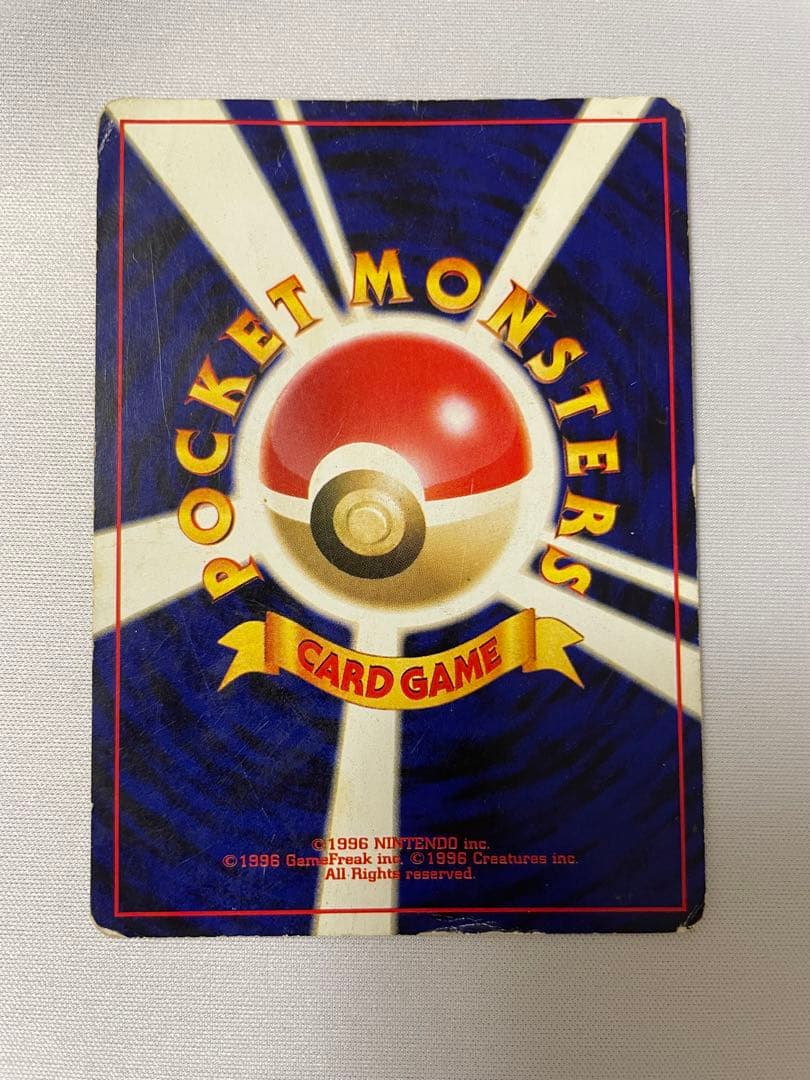 POCKET MONSTERS
CARD GAME
©1996 NINTENDO inc.
©1996 GameFreak inc. ©1996 Creatures inc.
All Rights reserved.